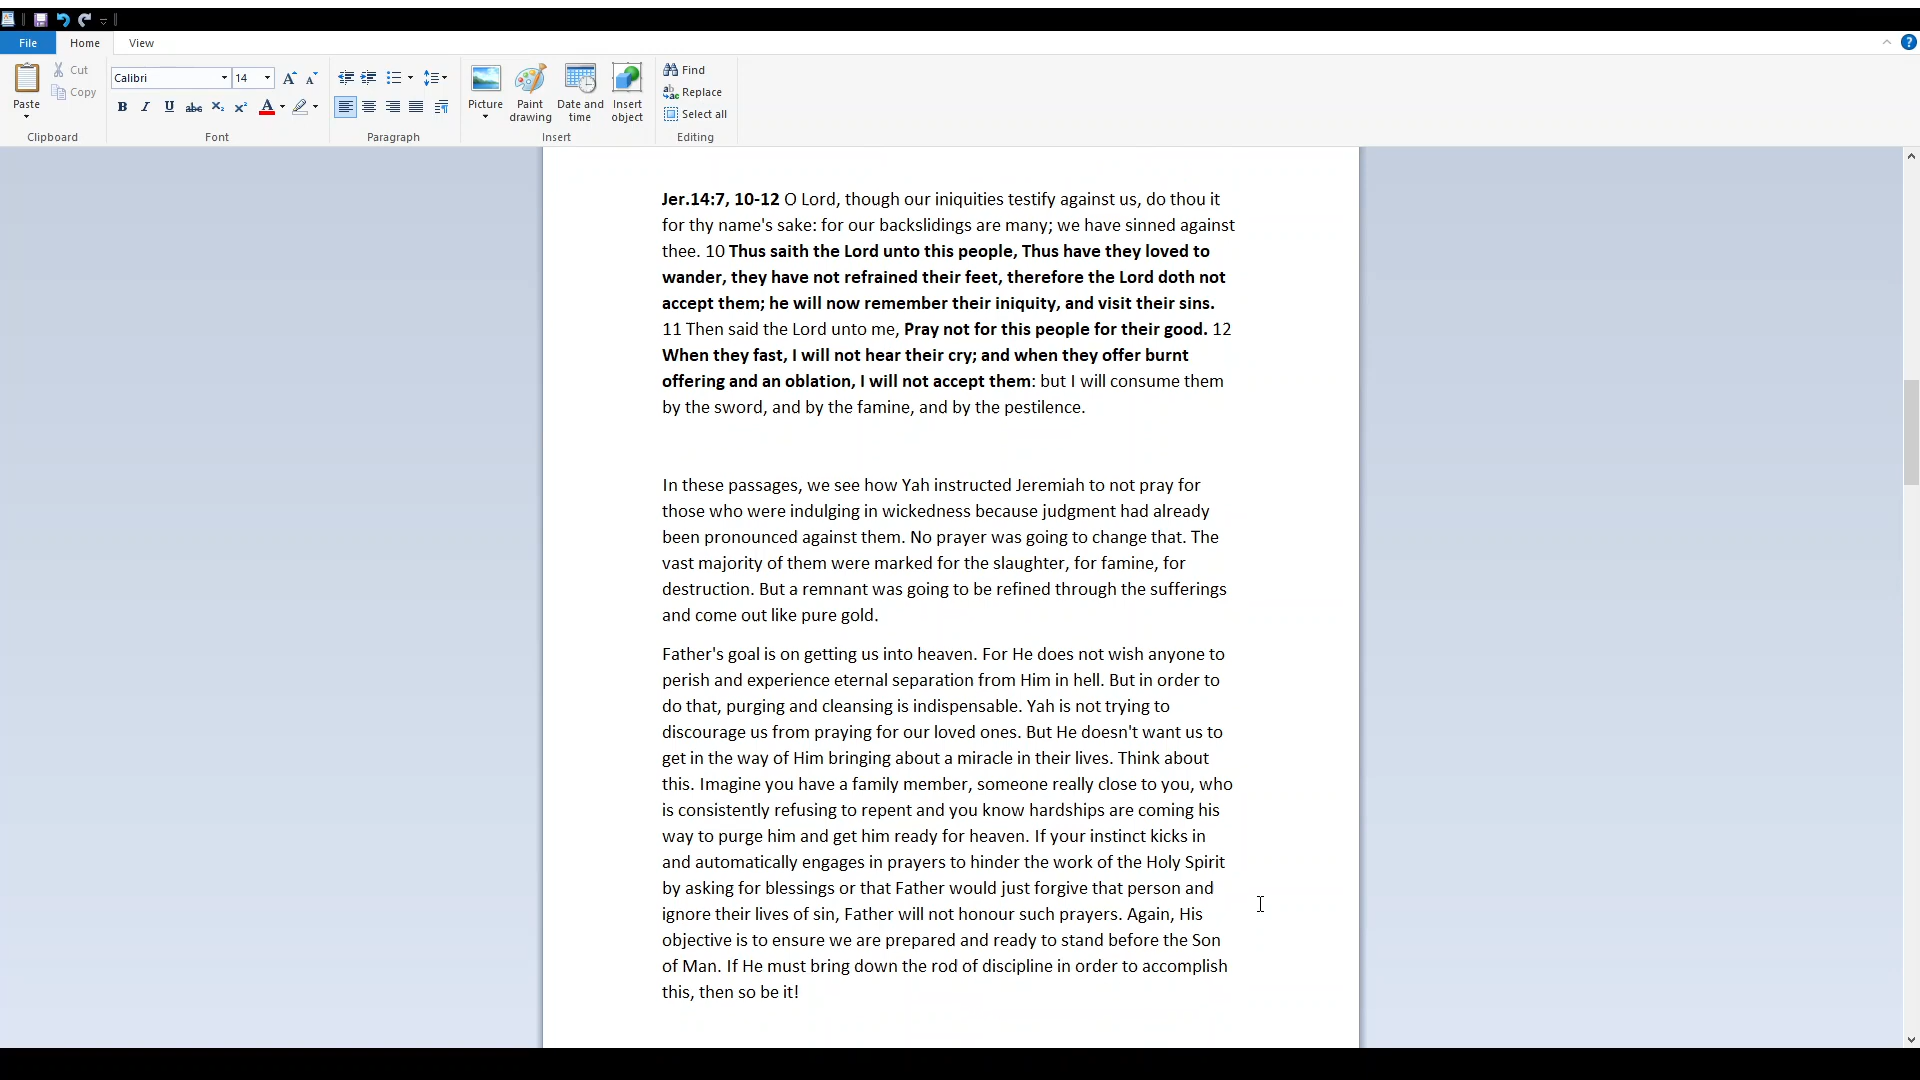 File Home View
Cut
Copy
Paste
Clipboard
Calibri 14
B I U abc X₂ X²
Font
Paragraph
Picture
Paint drawing
Date and time
Insert object
Insert
Find
Replace
Select all
Editing
Jer.14:7, 10-12 O Lord, though our iniquities testify against us, do thou it
for thy name's sake: for our backslidings are many; we have sinned against
thee. 10 Thus saith the Lord unto this people, Thus have they loved to
wander, they have not refrained their feet, therefore the Lord doth not
accept them; he will now remember their iniquity, and visit their sins.
11 Then said the Lord unto me, Pray not for this people for their good. 12
When they fast, I will not hear their cry; and when they offer burnt
offering and an oblation, I will not accept them: but I will consume them
by the sword, and by the famine, and by the pestilence.
In these passages, we see how Yah instructed Jeremiah to not pray for
those who were indulging in wickedness because judgment had already
been pronounced against them. No prayer was going to change that. The
vast majority of them were marked for the slaughter, for famine, for
destruction. But a remnant was going to be refined through the sufferings
and come out like pure gold.
Father's goal is on getting us into heaven. For He does not wish anyone to
perish and experience eternal separation from Him in hell. But in order to
do that, purging and cleansing is indispensable. Yah is not trying to
discourage us from praying for our loved ones. But He doesn't want us to
get in the way of Him bringing about a miracle in their lives. Think about
this. Imagine you have a family member, someone really close to you, who
is consistently refusing to repent and you know hardships are coming his
way to purge him and get him ready for heaven. If your instinct kicks in
and automatically engages in prayers to hinder the work of the Holy Spirit
by asking for blessings or that Father would just forgive that person and
ignore their lives of sin, Father will not honour such prayers. Again, His
objective is to ensure we are prepared and ready to stand before the Son
of Man. If He must bring down the rod of discipline in order to accomplish
this, then so be it!